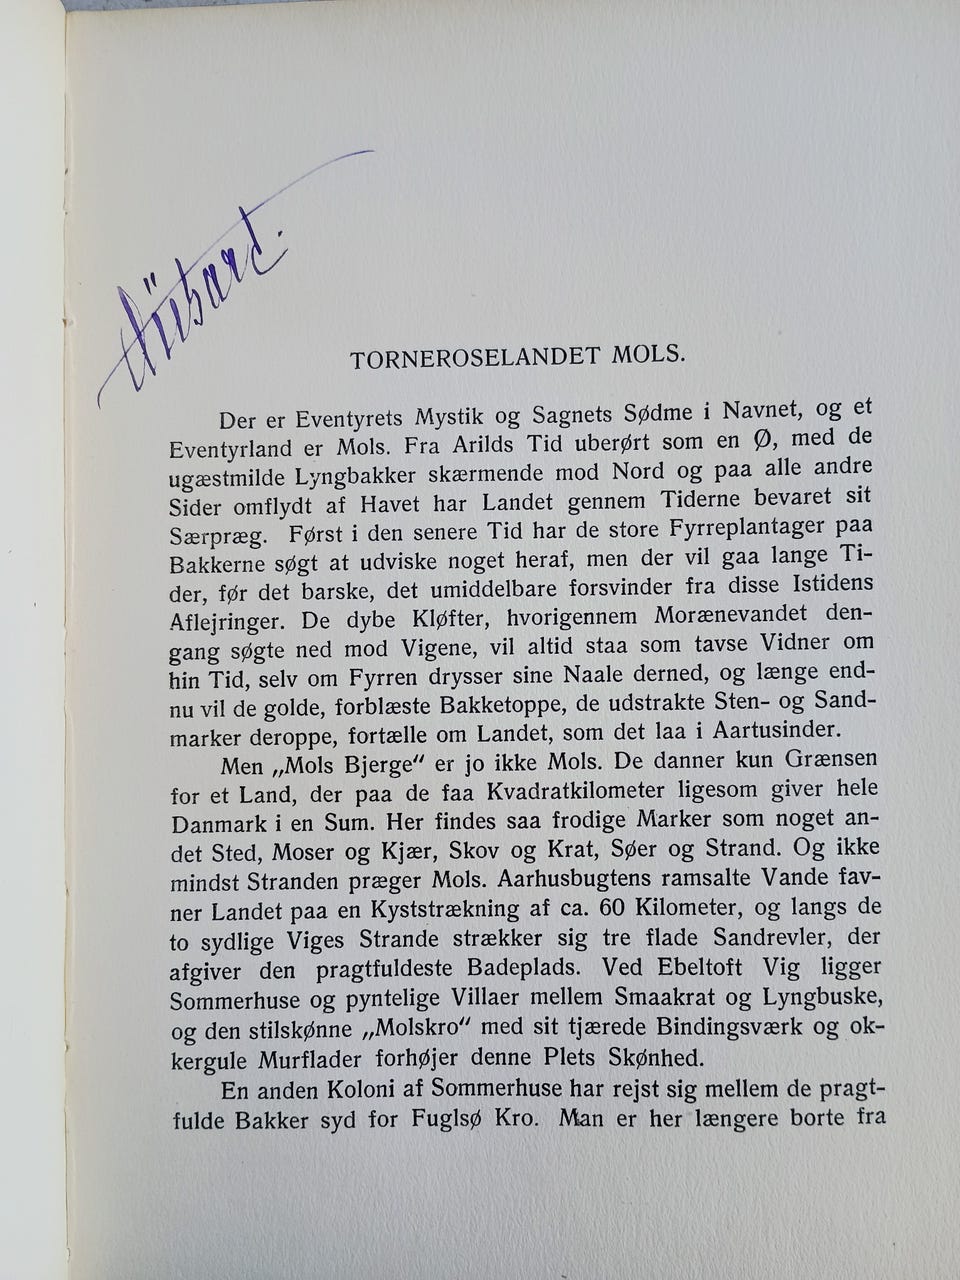 TORNEROSELANDET MOLS.
Der er Eventyrets Mystik og Sagnets Sødme i Navnet, og et
Eventyrland er Mols. Fra Arilds Tid uberørt som en Ø, med de
ugæstmilde Lyngbakker skærmende mod Nord og paa alle andre
Sider omflydt af Havet har Landet gennem Tiderne bevaret sit
Særpræg. Først i den senere Tid har de store Fyrreplantager paa
Bakkerne søgt at udviske noget heraf, men der vil gaa lange Ti-
der, før det barske, det umiddelbare forsvinder fra disse Istidens
Aflejringer. De dybe Kløfter, hvorigennem Morænevandet den-
gang søgte ned mod Vigene, vil altid staa som tavse Vidner om
hin Tid, selv om Fyrren drysser sine Naale derned, og længe end-
nu vil de golde, forblæste Bakketoppe, de udstrakte Sten- og Sand-
marker deroppe, fortælle om Landet, som det laa i Aartusinder.
Men „Mols Bjerge" er jo ikke Mols. De danner kun Grænsen
for et Land, der paa de faa Kvadratkilometer ligesom giver hele
Danmark i en Sum. Her findes saa frodige Marker som noget an-
det Sted, Moser og Kjær, Skov og Krat, Søer og Strand. Og ikke
mindst Stranden præger Mols. Aarhusbugtens ramsalte Vande fav-
ner Landet paa en Kyststrækning af ca. 60 Kilometer, og langs de
to sydlige Viges Strande strækker sig tre flade Sandrevler, der
afgiver den pragtfuldeste Badeplads. Ved Ebeltoft Vig ligger
Sommerhuse og pyntelige Villaer mellem Smaakrat og Lyngbuske,
og den stilskønne „Molskro" med sit tjærede Bindingsværk og ok-
kergule Murflader forhøjer denne Plets Skønhed.
En anden Koloni af Sommerhuse har rejst sig mellem de pragt-
fulde Bakker syd for Fuglsø Kro. Man er her længere borte fra